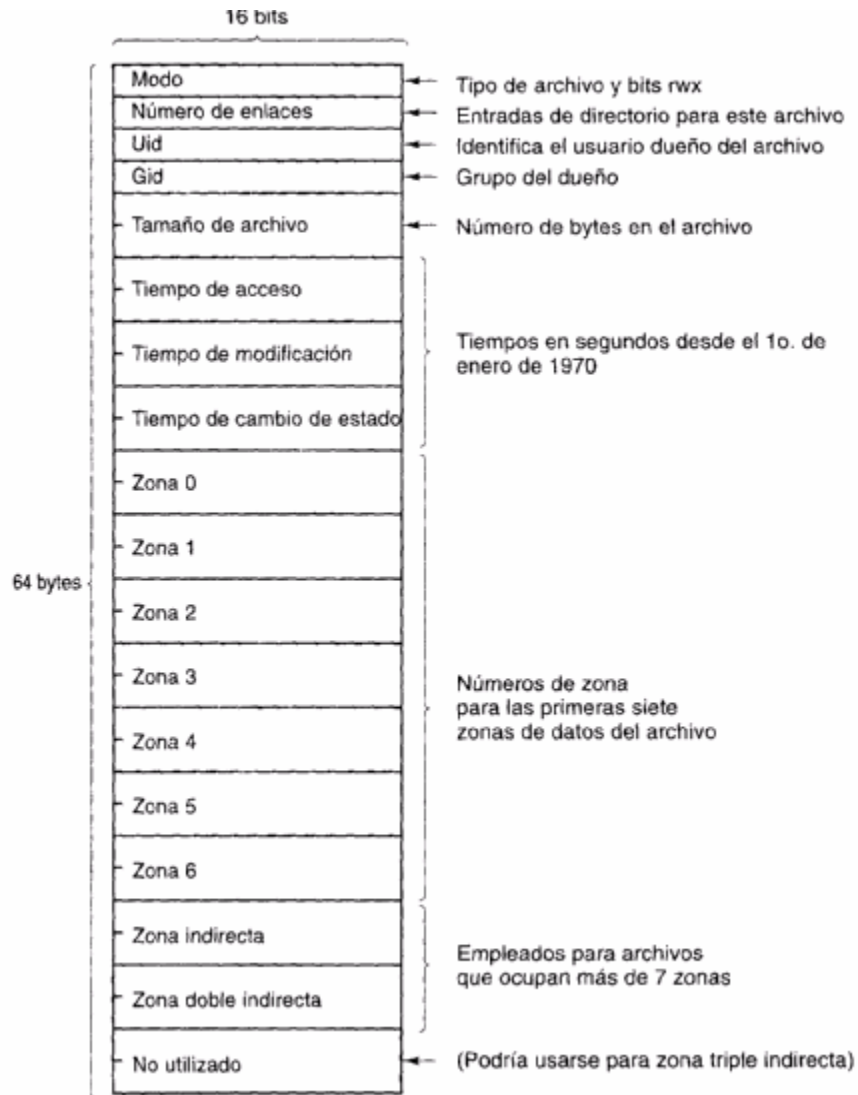 16 bits
Modo
Tipo de archivo y bits rwx
Número de enlaces
Entradas de directorio para este archivo
Uid
Identifica el usuario dueño del archivo
Gid
Grupo del dueño
Tamaño de archivo
Número de bytes en el archivo
Tiempo de acceso
Tiempo de modificación
Tiempos en segundos desde el 1o. de
enero de 1970
Tiempo de cambio de estado
Zona 0
Zona 1
64 bytes
Zona 2
Zona 3
Números de zona
para las primeras siete
zonas de datos del archivo
Zona 4
Zona 5
Zona 6
Zona indirecta
Empleados para archivos
que ocupan más de 7 zonas
Zona doble indirecta
No utilizado
(Podría usarse para zona triple indirecta)